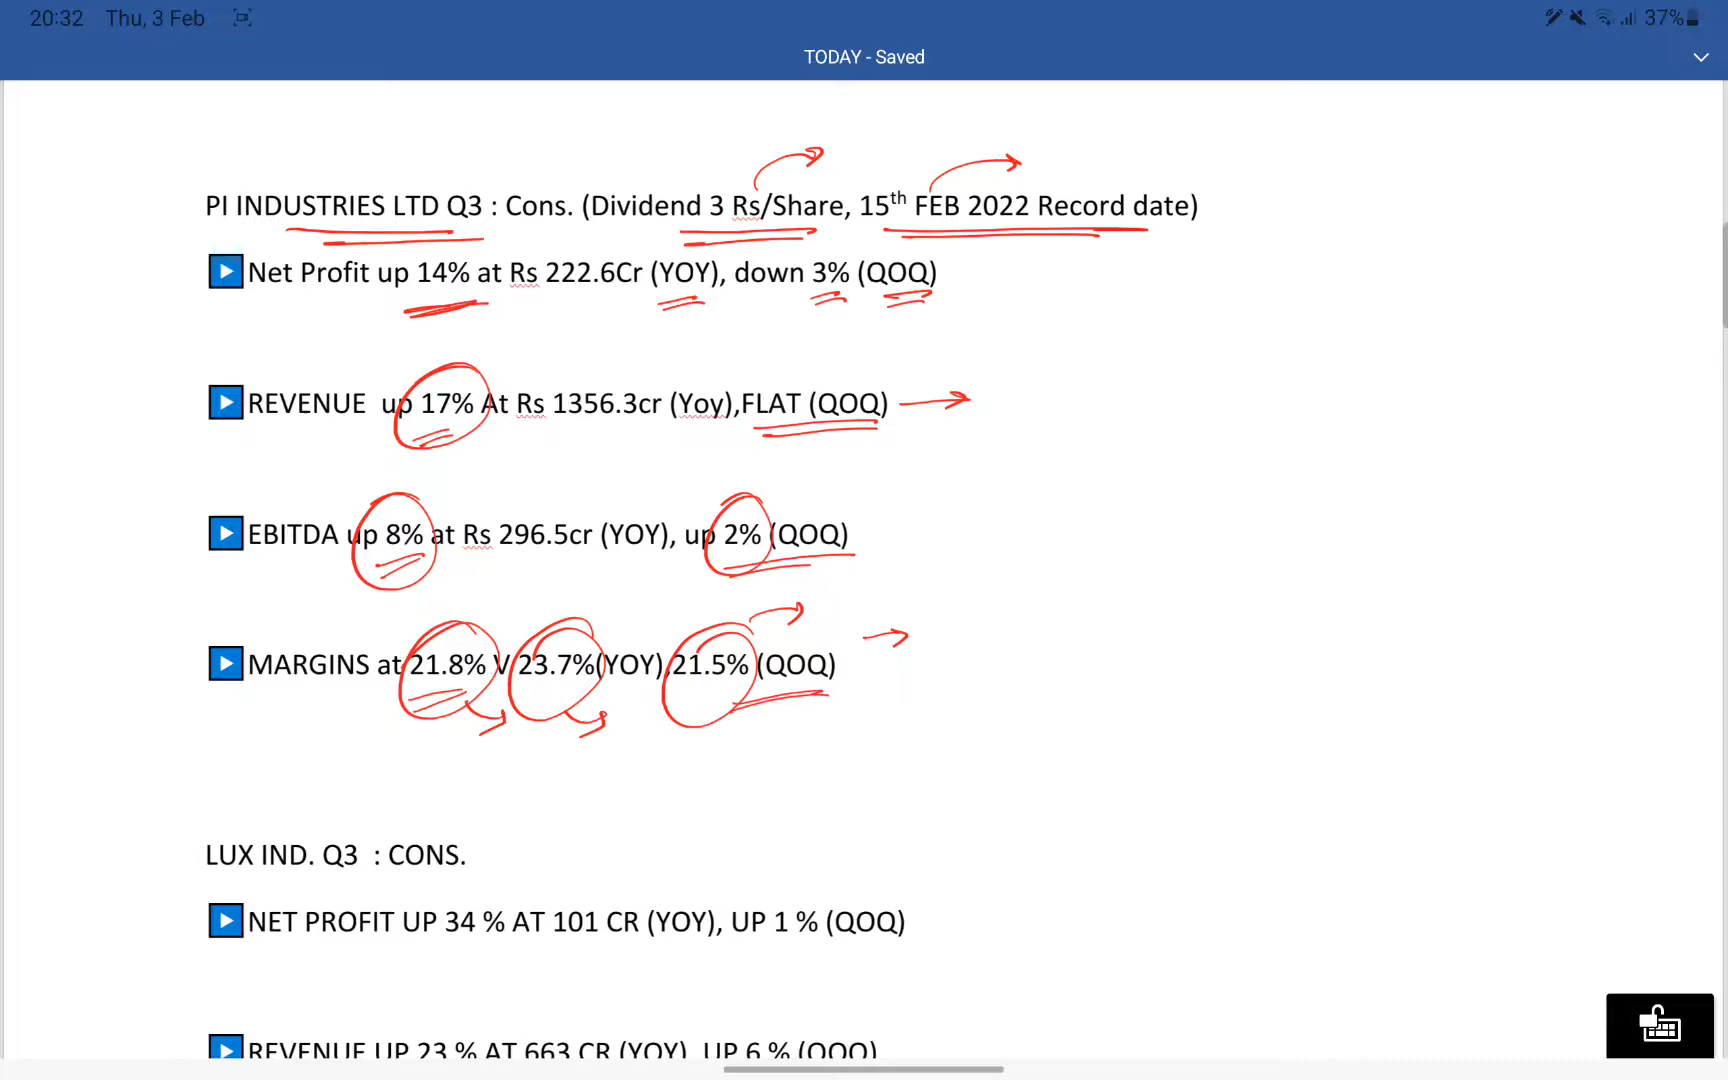 20:32 Thu, 3 Feb 37%
TODAY - Saved
PI INDUSTRIES LTD Q3 : Cons. (Dividend 3 Rs/Share, 15th FEB 2022 Record date)
Net Profit up 14% at Rs 222.6Cr (YOY), down 3% (QOQ)
REVENUE up 17% At Rs 1356.3cr (Yoy),FLAT (QOQ)
EBITDA up 8% at Rs 296.5cr (YOY), up 2% (QOQ)
MARGINS at 21.8% V 23.7%(YOY),21.5% (QOQ)
LUX IND. Q3 : CONS.
NET PROFIT UP 34 % AT 101 CR (YOY), UP 1 % (QOQ)
REVENUE UP 23 % AT 663 CR (YOY), UP 6 % (QOQ)